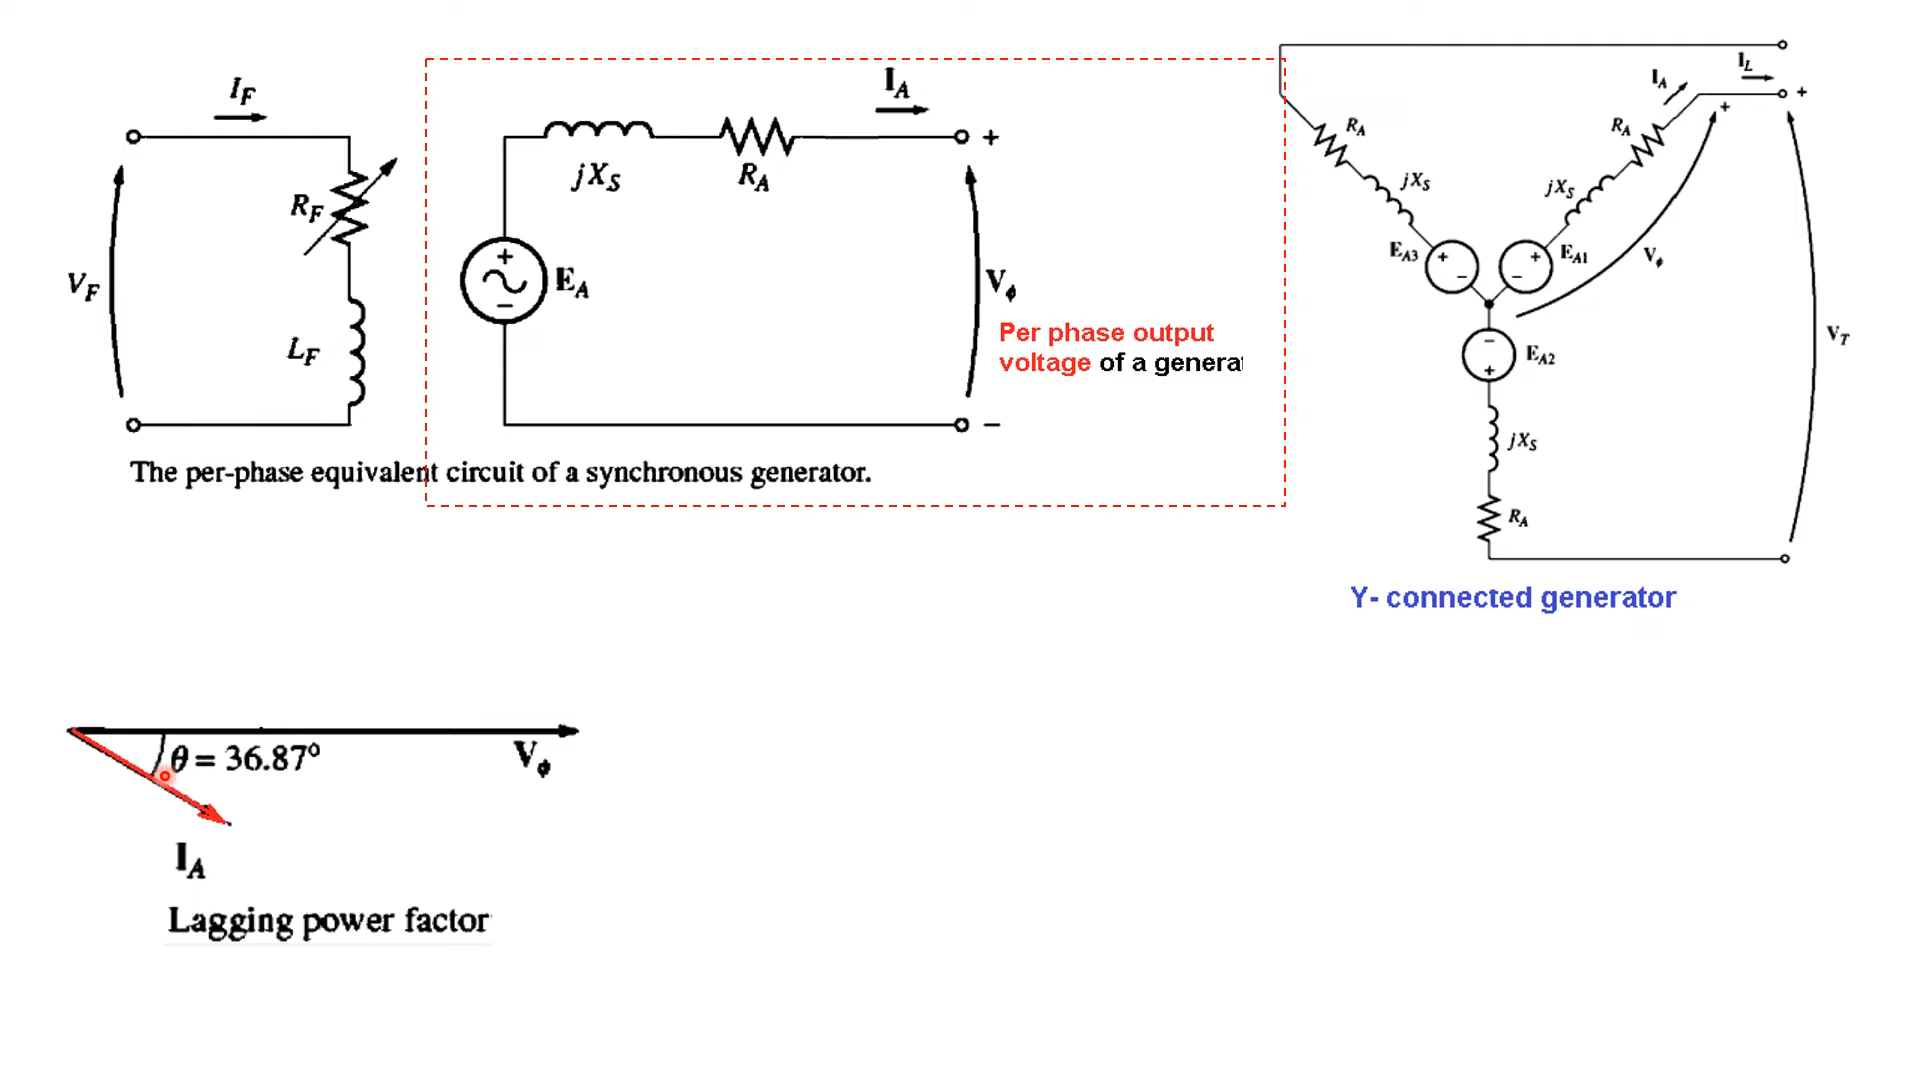 I_F
V_F
R_F
L_F
jX_S
R_A
I_A
+
E_A
+
−
V_ϕ
Per phase output
voltage of a genera
−
The per-phase equivalent circuit of a synchronous generator.
I_L
I_A
+
+
R_A
R_A
jX_S
jX_S
E_A3
+
−
+
−
E_A1
V_ϕ
−
+
E_A2
V_T
jX_S
R_A
Y- connected generator
θ = 36.87°
V_ϕ
I_A
Lagging power factor